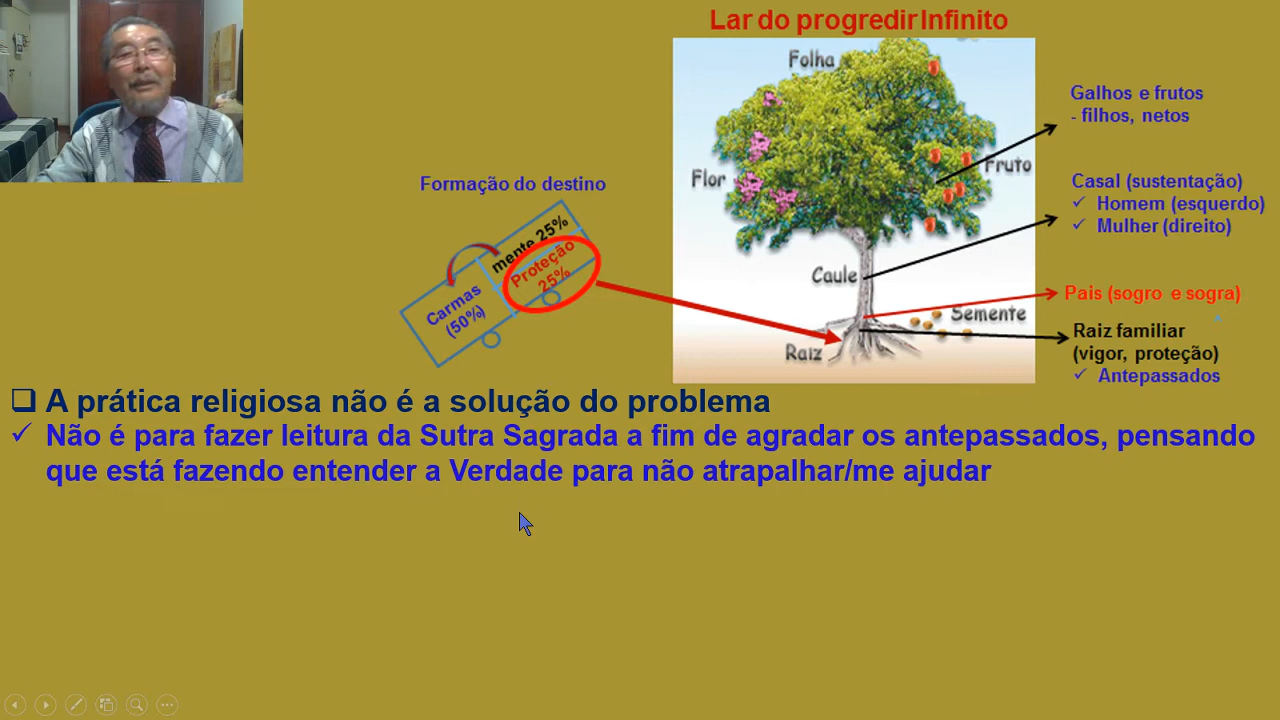 Lar do progredir Infinito
Folha
Flor
Fruto
Caule
Semente
Raiz
Galhos e frutos
- filhos, netos
Casal (sustentação)
✓ Homem (esquerdo)
✓ Mulher (direito)
Pais (sogro e sogra)
Raiz familiar
(vigor, proteção)
✓ Antepassados
Formação do destino
mente 25%
Proteção
25%
Carmas
(50%)
❑ A prática religiosa não é a solução do problema
✓ Não é para fazer leitura da Sutra Sagrada a fim de agradar os antepassados, pensando
que está fazendo entender a Verdade para não atrapalhar/me ajudar